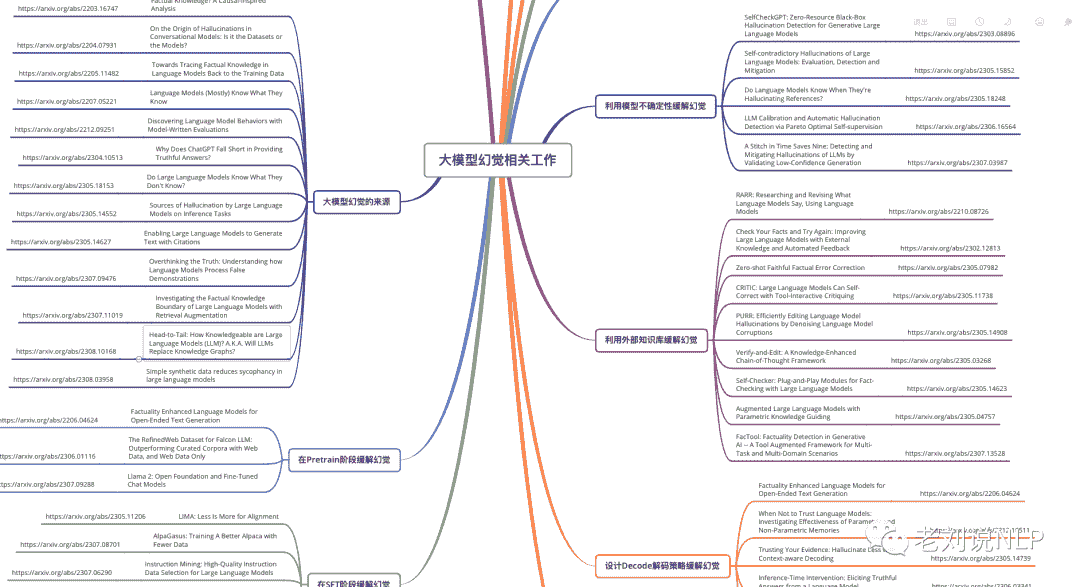 大模型幻觉相关工作
大模型幻觉的来源
Factual Knowledge? A Causal-Inspired
Analysis
https://arxiv.org/abs/2203.16747
On the Origin of Hallucinations in
Conversational Models: Is it the Datasets or
the Models?
https://arxiv.org/abs/2204.07931
Towards Tracing Factual Knowledge in
Language Models Back to the Training Data
https://arxiv.org/abs/2205.11482
Language Models (Mostly) Know What They
Know
https://arxiv.org/abs/2207.05221
Discovering Language Model Behaviors with
Model-Written Evaluations
https://arxiv.org/abs/2212.09251
Why Does ChatGPT Fall Short in Providing
Truthful Answers?
https://arxiv.org/abs/2304.10513
Do Large Language Models Know What They
Don't Know?
https://arxiv.org/abs/2305.18153
Sources of Hallucination by Large Language
Models on Inference Tasks
https://arxiv.org/abs/2305.14552
Enabling Large Language Models to Generate
Text with Citations
https://arxiv.org/abs/2305.14627
Overthinking the Truth: Understanding how
Language Models Process False
Demonstrations
https://arxiv.org/abs/2307.09476
Investigating the Factual Knowledge
Boundary of Large Language Models with
Retrieval Augmentation
https://arxiv.org/abs/2307.11019
Head-to-Tail: How Knowledgeable are Large
Language Models (LLM)? A.K.A. Will LLMs
Replace Knowledge Graphs?
https://arxiv.org/abs/2308.10168
Simple synthetic data reduces sycophancy in
large language models
https://arxiv.org/abs/2308.03958
在Pretrain阶段缓解幻觉
Factuality Enhanced Language Models for
Open-Ended Text Generation
https://arxiv.org/abs/2206.04624
The RefinedWeb Dataset for Falcon LLM:
Outperforming Curated Corpora with Web
Data, and Web Data Only
https://arxiv.org/abs/2306.01116
Llama 2: Open Foundation and Fine-Tuned
Chat Models
https://arxiv.org/abs/2307.09288
在SFT阶段缓解幻觉
LIMA: Less Is More for Alignment
https://arxiv.org/abs/2305.11206
AlpaGasus: Training A Better Alpaca with
Fewer Data
https://arxiv.org/abs/2307.08701
Instruction Mining: High-Quality Instruction
Data Selection for Large Language Models
https://arxiv.org/abs/2307.06290
利用模型不确定性缓解幻觉
SelfCheckGPT: Zero-Resource Black-Box
Hallucination Detection for Generative Large
Language Models
https://arxiv.org/abs/2303.08896
Self-contradictory Hallucinations of Large
Language Models: Evaluation, Detection and
Mitigation
https://arxiv.org/abs/2305.15852
Do Language Models Know When They're
Hallucinating References?
https://arxiv.org/abs/2305.18248
LLM Calibration and Automatic Hallucination
Detection via Pareto Optimal Self-supervision
https://arxiv.org/abs/2306.16564
A Stitch in Time Saves Nine: Detecting and
Mitigating Hallucinations of LLMs by
Validating Low-Confidence Generation
https://arxiv.org/abs/2307.03987
利用外部知识库缓解幻觉
RARR: Researching and Revising What
Language Models Say, Using Language
Models
https://arxiv.org/abs/2210.08726
Check Your Facts and Try Again: Improving
Large Language Models with External
Knowledge and Automated Feedback
https://arxiv.org/abs/2302.12813
Zero-shot Faithful Factual Error Correction
https://arxiv.org/abs/2305.07982
CRITIC: Large Language Models Can Self-
Correct with Tool-Interactive Critiquing
https://arxiv.org/abs/2305.11738
PURR: Efficiently Editing Language Model
Hallucinations by Denoising Language Model
Corruptions
https://arxiv.org/abs/2305.14908
Verify-and-Edit: A Knowledge-Enhanced
Chain-of-Thought Framework
https://arxiv.org/abs/2305.03268
Self-Checker: Plug-and-Play Modules for Fact-
Checking with Large Language Models
https://arxiv.org/abs/2305.14623
Augmented Large Language Models with
Parametric Knowledge Guiding
https://arxiv.org/abs/2305.04757
FacTool: Factuality Detection in Generative
AI -- A Tool Augmented Framework for Multi-
Task and Multi-Domain Scenarios
https://arxiv.org/abs/2307.13528
设计Decode解码策略缓解幻觉
Factuality Enhanced Language Models for
Open-Ended Text Generation
https://arxiv.org/abs/2206.04624
When Not to Trust Language Models:
Investigating Effectiveness of
Non-Parametric Memories
Trusting Your Evidence: Hallucinate Less
Context-aware Decoding
https://arxiv.org/abs/2305.14739
Inference-Time Intervention: Eliciting Truthful
Answers from a Language Model
老刘说NLP